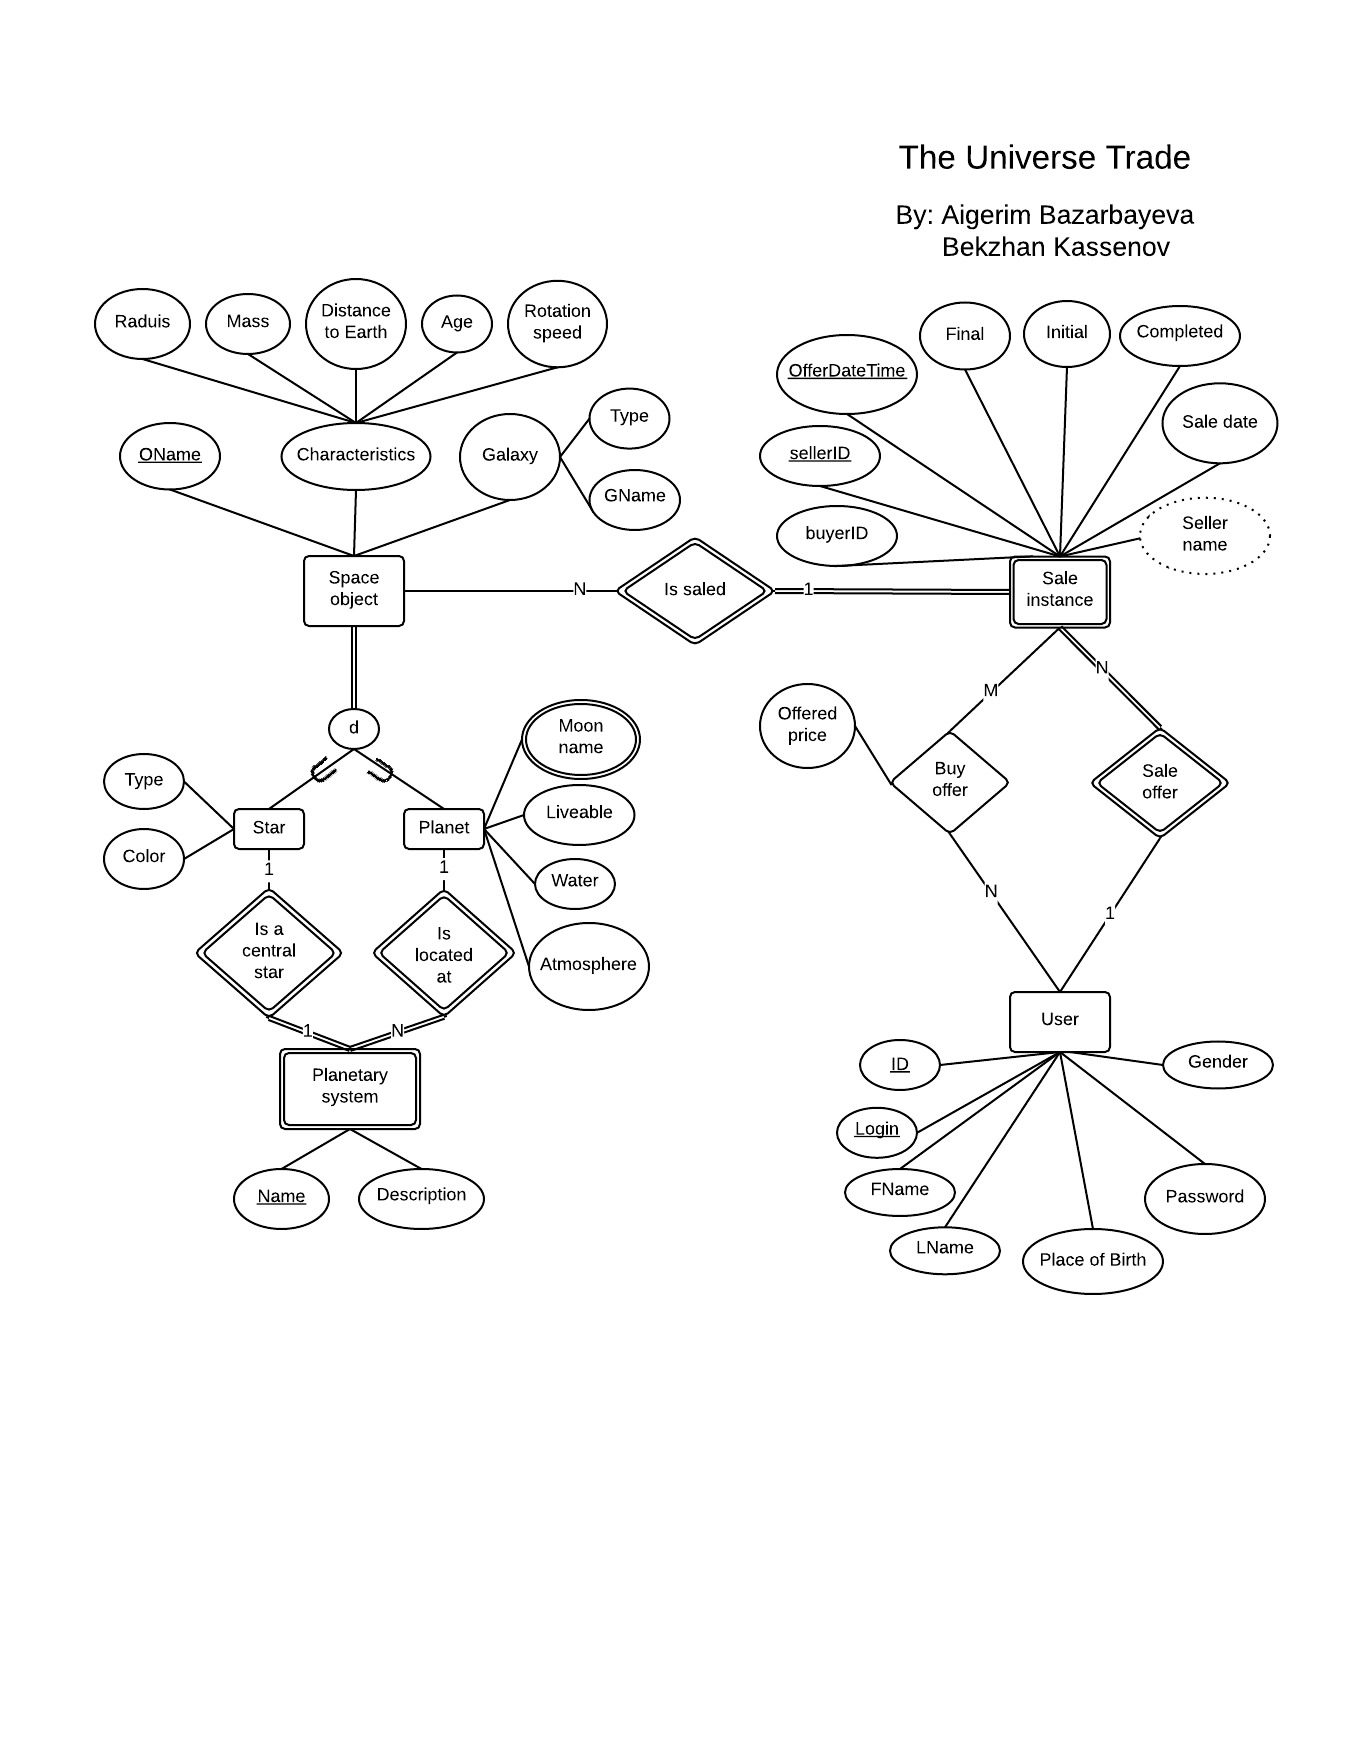 The Universe Trade
By: Aigerim Bazarbayeva
Bekzhan Kassenov
Raduis
Mass
Distance
to Earth
Age
Rotation
speed
OName
Characteristics
Galaxy
Type
GName
OfferDateTime
Final
Initial
Completed
Sale date
sellerID
buyerID
Seller
name
Space
object
N
Is saled
1
Sale
instance
M
N
d
Moon
name
Offered
price
Buy
offer
Sale
offer
Type
Color
Star
Planet
Liveable
Water
Atmosphere
1
1
Is a
central
star
Is
located
at
N
1
1
N
Planetary
system
Name
Description
User
ID
Gender
Login
FName
LName
Place of Birth
Password